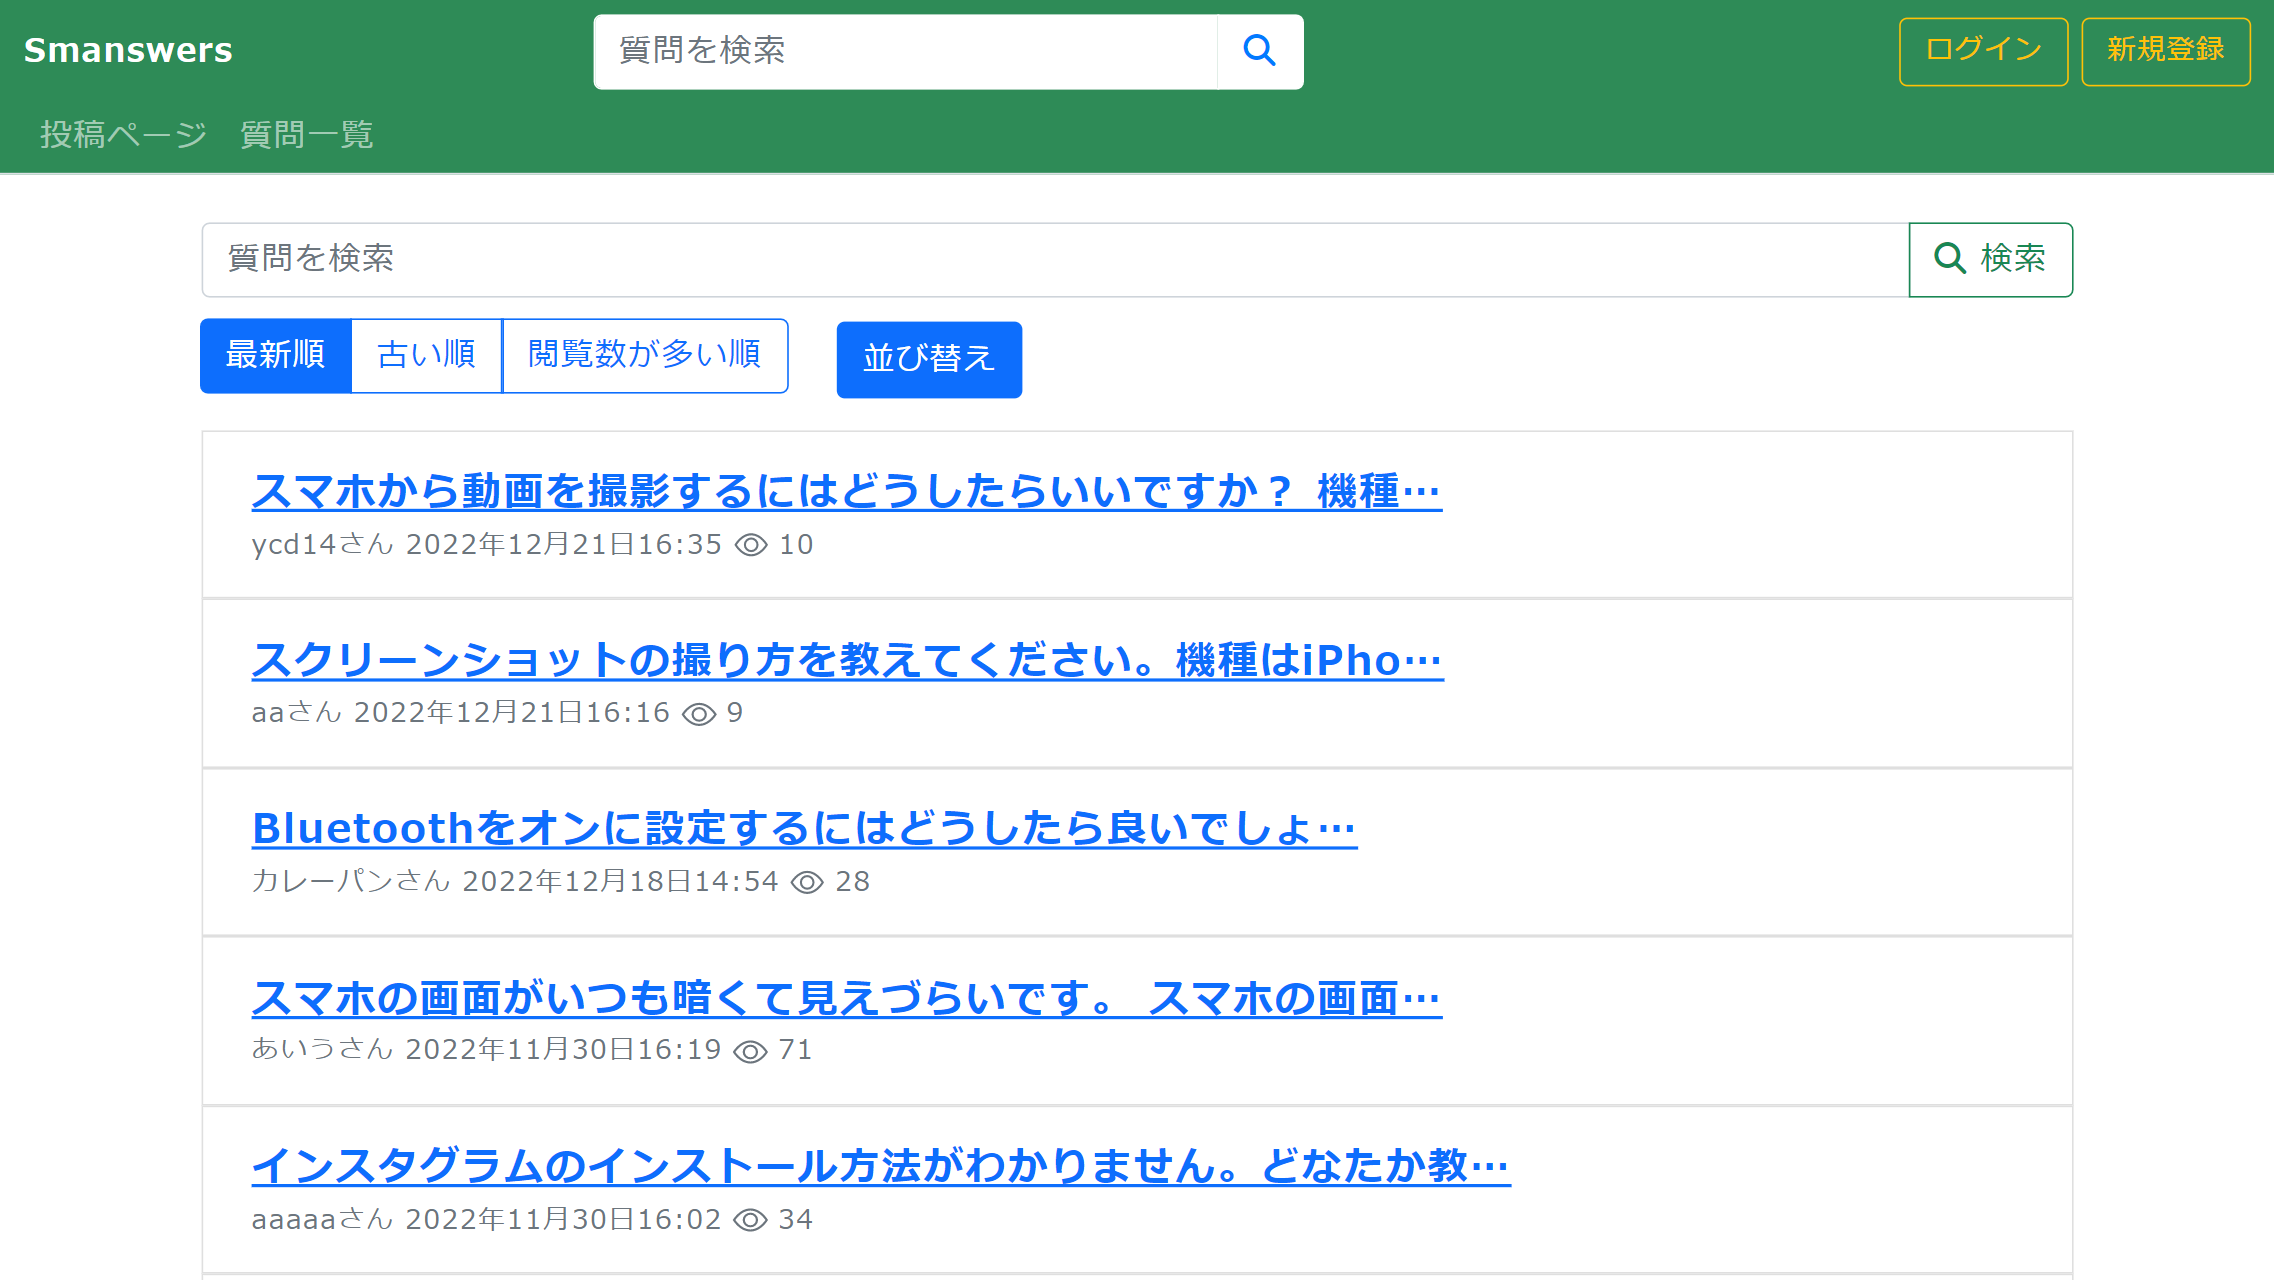 Smanswers
質問を検索
ログイン
新規登録
投稿ページ 質問一覧
質問を検索
検索
最新順 古い順 閲覧数が多い順 並び替え
スマホから動画を撮影するにはどうしたらいいですか？ 機種…
ycd14さん 2022年12月21日16:35 10
スクリーンショットの撮り方を教えてください。機種はiPho…
aaさん 2022年12月21日16:16 9
Bluetoothをオンに設定するにはどうしたら良いでしょ…
カレーパンさん 2022年12月18日14:54 28
スマホの画面がいつも暗くて見えづらいです。 スマホの画面…
あいうさん 2022年11月30日16:19 71
インスタグラムのインストール方法がわかりません。どなたか教…
aaaaaさん 2022年11月30日16:02 34